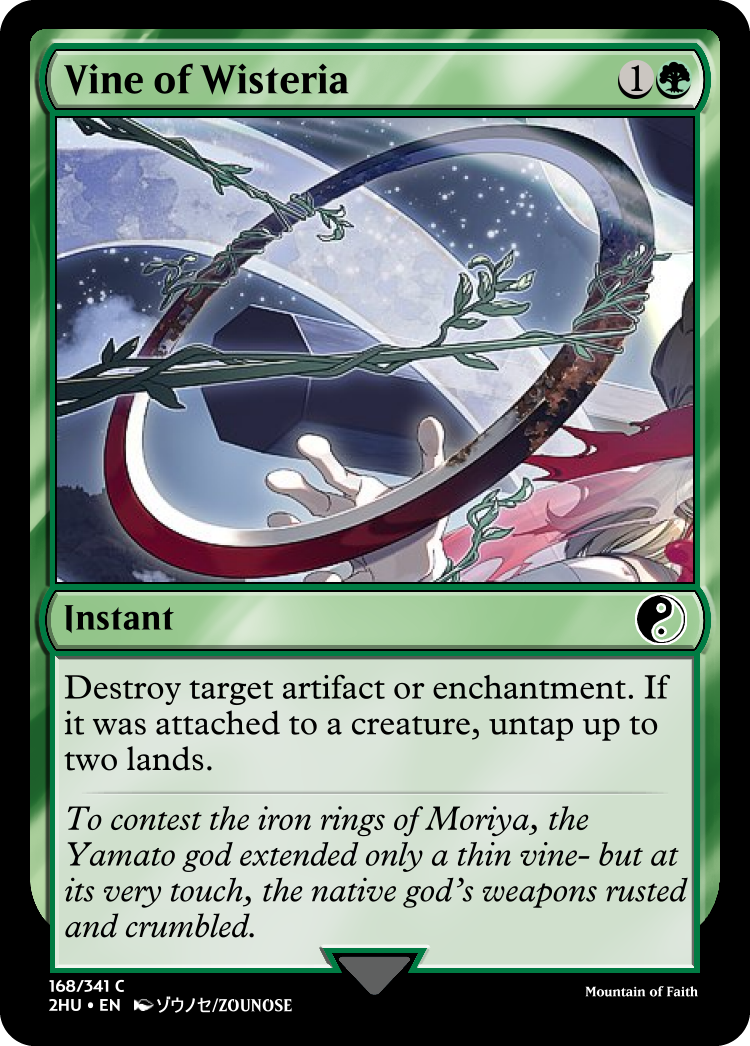 Vine of Wisteria
1
Instant
Destroy target artifact or enchantment. If
it was attached to a creature, untap up to
two lands.
To contest the iron rings of Moriya, the
Yamato god extended only a thin vine- but at
its very touch, the native god's weapons rusted
and crumbled.
168/341 C
2HU • EN ゾウノセ/ZOUNOSE
Mountain of Faith